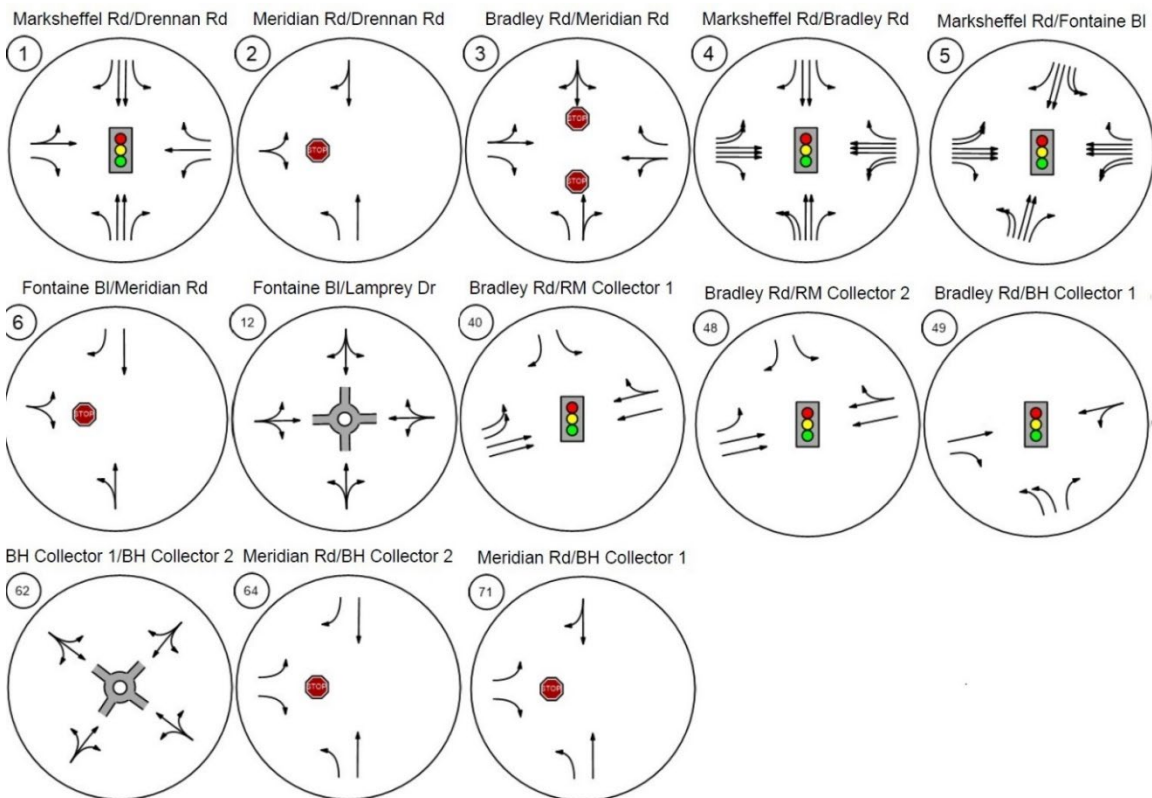 Marksheffel Rd/Drennan Rd
Meridian Rd/Drennan Rd
Bradley Rd/Meridian Rd
Marksheffel Rd/Bradley Rd
Marksheffel Rd/Fontaine Bl
1
2
3
4
5
STOP
STOP
STOP
Fontaine Bl/Meridian Rd
Fontaine Bl/Lamprey Dr
Bradley Rd/RM Collector 1
Bradley Rd/RM Collector 2
Bradley Rd/BH Collector 1
6
12
40
48
49
STOP
BH Collector 1/BH Collector 2
Meridian Rd/BH Collector 2
Meridian Rd/BH Collector 1
62
64
71
STOP
STOP